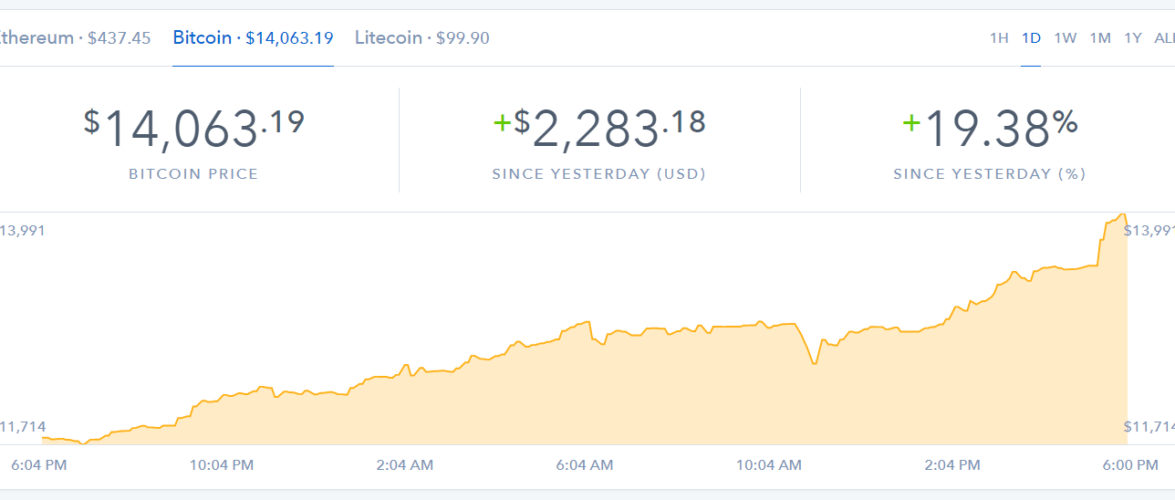 thereum · $437.45 Bitcoin · $14,063.19 Litecoin · $99.90 1H 1D 1W 1M 1Y AL
$14,063.19 +$2,283.18 +19.38%
BITCOIN PRICE SINCE YESTERDAY (USD) SINCE YESTERDAY (%)
13,991 $13,991
11,714 $11,714
6:04 PM 10:04 PM 2:04 AM 6:04 AM 10:04 AM 2:04 PM 6:00 PM